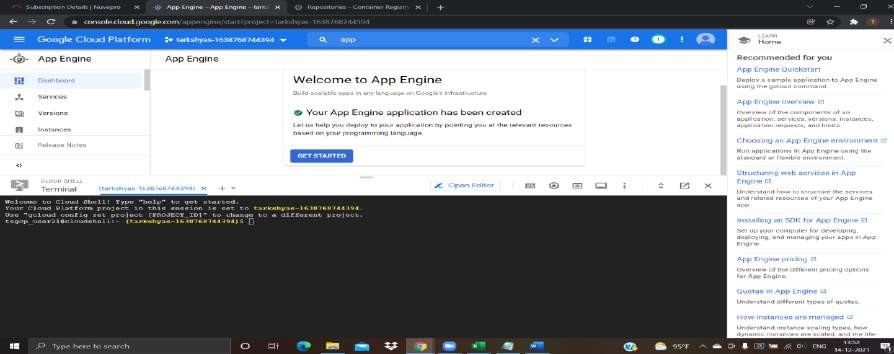 Subscription Details | Nuvepro
App Engine – App Engine – tarks
Repositories – Container Registry
console.cloud.google.com/appengine/start?project=tarkshyas-1638768744394
Google Cloud Platform
tarkshyas-1638768744394
app
LEARN
Home
App Engine
App Engine
Dashboard
Services
Versions
Instances
Release Notes
Welcome to App Engine
Build scalable apps in any language on Google's infrastructure
Your App Engine application has been created
Let us help you deploy to your application by pointing you at the relevant resources
based on your programming language.
GET STARTED
CLOUD SHELL
Terminal
(tarkshyas-1638768744394)
Open Editor
Welcome to Cloud Shell! Type "help" to get started.
Your Cloud Platform project in this session is set to tarkshyas-1638768744394.
Use "gcloud config set project [PROJECT_ID]" to change to a different project.
tsgcp_user21@cloudshell:~ (tarkshyas-1638768744394)$
Recommended for you
App Engine Quickstart
Deploy a sample application to App Engine
using the gcloud command.
App Engine overview
Overview of the components of an
application: services, versions, instances,
application requests, and limits.
Choosing an App Engine environment
Run applications in App Engine using the
standard or flexible environment.
Structuring web services in App
Engine
Understand how to structure the services
and related resources of your App Engine
app.
Installing an SDK for App Engine
Set up your computer for developing,
deploying, and managing your apps in App
Engine.
App Engine pricing
Overview of the different pricing options
for App Engine.
Quotas in App Engine
Understand different types of quotas.
How instances are managed
Understand instance scaling types, how
dynamic instances are scaled, and the life-
Type here to search
95°F
ENG
13:52
14-12-2021